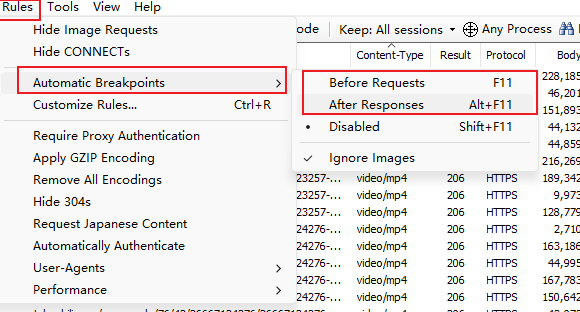 Rules Tools View Help
Hide Image Requests
Hide CONNECTs
Automatic Breakpoints
Customize Rules... Ctrl+R
Require Proxy Authentication
Apply GZIP Encoding
Remove All Encodings
Hide 304s
Request Japanese Content
Automatically Authenticate
User-Agents
Performance
Before Requests F11
After Responses Alt+F11
Disabled Shift+F11
Ignore Images
ode Keep: All sessions Any Process Find
Content-Type Result Protocol Body
228,185
46,201
151,893
44,532
44,859
216,269
23257-... video/mp4 206 HTTPS 189,342
23257-... video/mp4 206 HTTPS 9,973
23257-... video/mp4 206 HTTPS 128,779
24276-... video/mp4 206 HTTPS 2,710
24276-... video/mp4 206 HTTPS 163,367
24276-... video/mp4 206 HTTPS 44,995
24276-... video/mp4 206 HTTPS 167,783
24276-... video/mp4 206 HTTPS 150,642